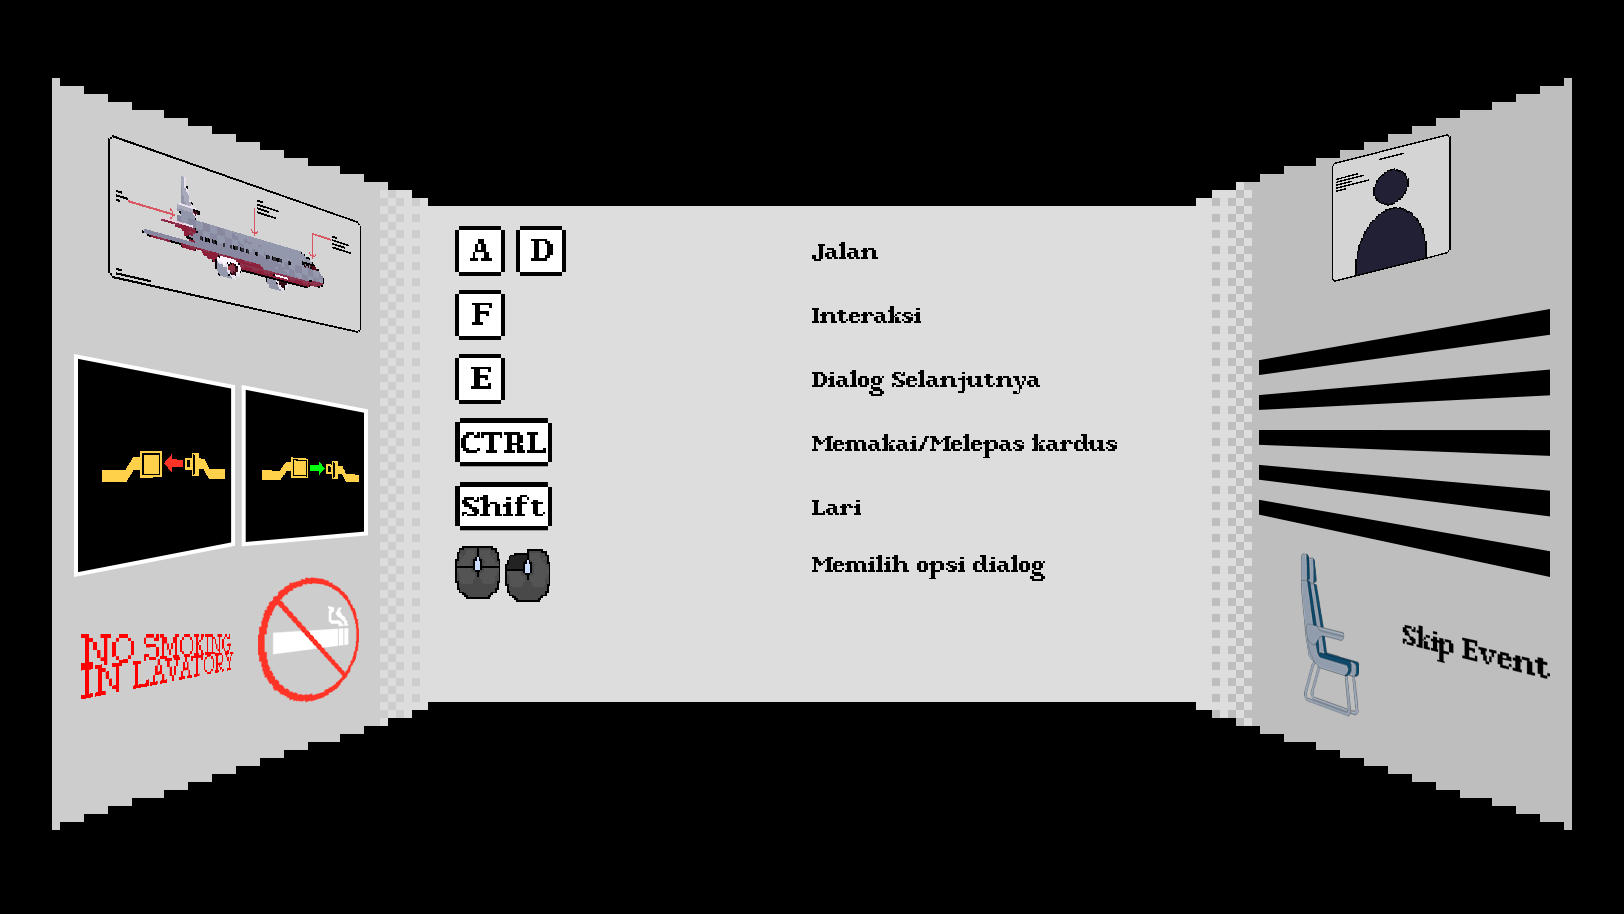 A D Jalan
F Interaksi
E Dialog Selanjutnya
CTRL Memakai/Melepas kardus
Shift Lari
Memilih opsi dialog
NO SMOKING
IN LAVATORY
Skip Event